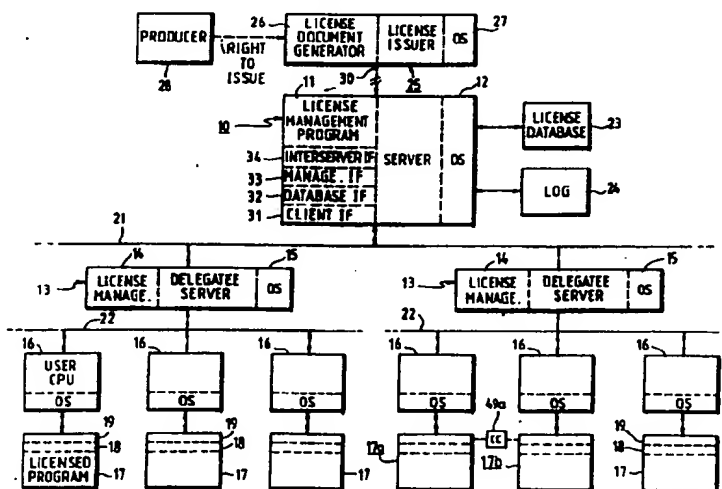 26
LICENSE DOCUMENT GENERATOR
LICENSE ISSUER
OS
27
PRODUCER
28
RIGHT TO ISSUE
30
25
11
12
10
LICENSE MANAGEMENT PROGRAM
SERVER
OS
34
INTERSERVER IF
33
MANAGE. IF
32
DATABASE IF
31
CLIENT IF
LICENSE DATABASE
23
LOG
24
21
14
15
13
LICENSE MANAGE.
DELEGATEE SERVER
OS
14
15
13
LICENSE MANAGE.
DELEGATEE SERVER
OS
22
22
16
USER CPU
OS
16
OS
16
OS
16
OS
16
OS
16
OS
19
18
LICENSED PROGRAM
17
19
18
17
17
17a
49a
CC
17b
19
18
17